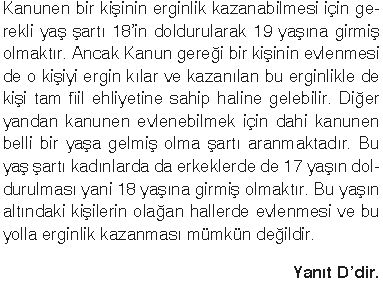 Kanunen bir kişinin erginlik kazanabilmesi için ge-
rekli yaş şartı 18’in doldurularak 19 yaşına girmiş
olmaktır. Ancak Kanun gereği bir kişinin evlenmesi
de o kişiyi ergin kılar ve kazanılan bu erginlikle de
kişi tam fiil ehliyetine sahip haline gelebilir. Diğer
yandan kanunen evlenebilmek için dahi kanunen
belli bir yaşa gelmiş olma şartı aranmaktadır. Bu
yaş şartı kadınlarda da erkeklerde de 17 yaşın dol-
durulması yani 18 yaşına girmiş olmaktır. Bu yaşın
altındaki kişilerin olağan hallerde evlenmesi ve bu
yolla erginlik kazanması mümkün değildir.
Yanıt D’dir.